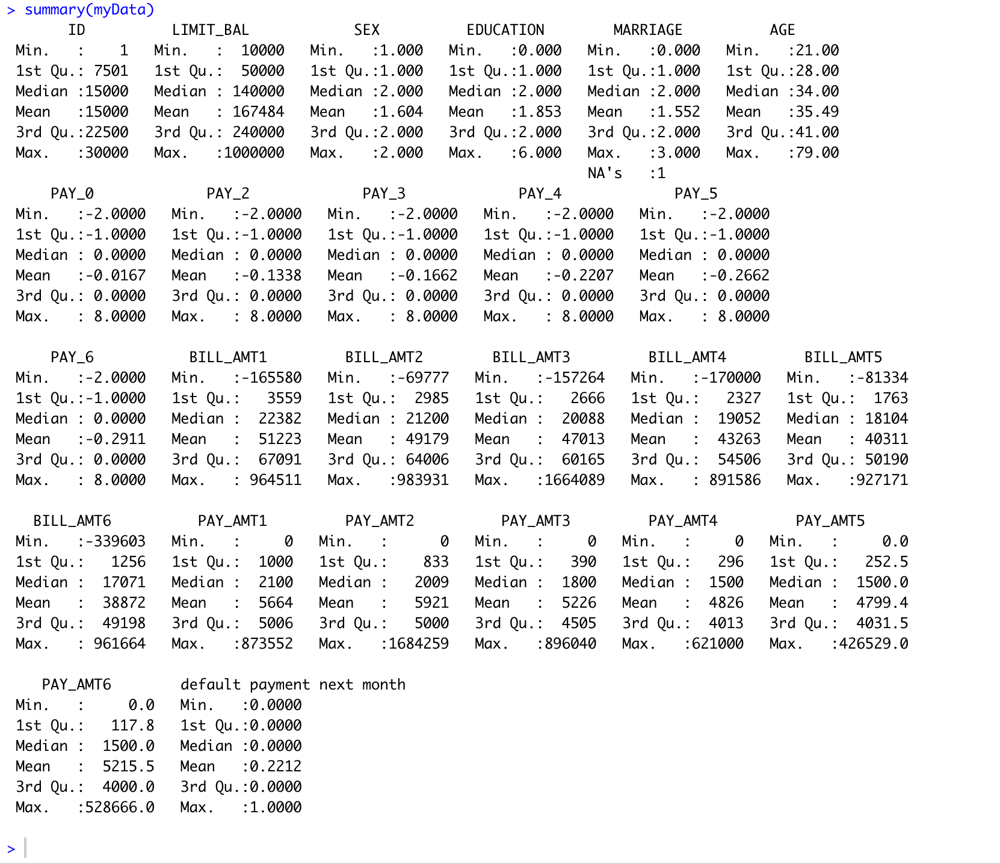 > summary(myData)
      ID          LIMIT_BAL            SEX          EDUCATION        MARRIAGE          AGE
Min.   :    1   Min.   :  10000   Min.   :1.000   Min.   :0.000   Min.   :0.000   Min.   :21.00
1st Qu.: 7501   1st Qu.:  50000   1st Qu.:1.000   1st Qu.:1.000   1st Qu.:1.000   1st Qu.:28.00
Median :15000   Median : 140000   Median :2.000   Median :2.000   Median :2.000   Median :34.00
Mean   :15000   Mean   : 167484   Mean   :1.604   Mean   :1.853   Mean   :1.552   Mean   :35.49
3rd Qu.:22500   3rd Qu.: 240000   3rd Qu.:2.000   3rd Qu.:2.000   3rd Qu.:2.000   3rd Qu.:41.00
Max.   :30000   Max.   :1000000   Max.   :2.000   Max.   :6.000   Max.   :3.000   Max.   :79.00
NA's   :1
    PAY_0             PAY_2             PAY_3             PAY_4             PAY_5
Min.   :-2.0000   Min.   :-2.0000   Min.   :-2.0000   Min.   :-2.0000   Min.   :-2.0000
1st Qu.:-1.0000   1st Qu.:-1.0000   1st Qu.:-1.0000   1st Qu.:-1.0000   1st Qu.:-1.0000
Median : 0.0000   Median : 0.0000   Median : 0.0000   Median : 0.0000   Median : 0.0000
Mean   :-0.0167   Mean   :-0.1338   Mean   :-0.1662   Mean   :-0.2207   Mean   :-0.2662
3rd Qu.: 0.0000   3rd Qu.: 0.0000   3rd Qu.: 0.0000   3rd Qu.: 0.0000   3rd Qu.: 0.0000
Max.   : 8.0000   Max.   : 8.0000   Max.   : 8.0000   Max.   : 8.0000   Max.   : 8.0000
    PAY_6           BILL_AMT1         BILL_AMT2        BILL_AMT3         BILL_AMT4         BILL_AMT5
Min.   :-2.0000   Min.   :-165580   Min.   :-69777   Min.   :-157264   Min.   :-170000   Min.   :-81334
1st Qu.:-1.0000   1st Qu.:   3559   1st Qu.:  2985   1st Qu.:   2666   1st Qu.:   2327   1st Qu.:  1763
Median : 0.0000   Median :  22382   Median : 21200   Median :  20088   Median :  19052   Median : 18104
Mean   :-0.2911   Mean   :  51223   Mean   : 49179   Mean   :  47013   Mean   :  43263   Mean   : 40311
3rd Qu.: 0.0000   3rd Qu.:  67091   3rd Qu.: 64006   3rd Qu.:  60165   3rd Qu.:  54506   3rd Qu.: 50190
Max.   : 8.0000   Max.   : 964511   Max.   :983931   Max.   :1664089   Max.   : 891586   Max.   :927171
  BILL_AMT6          PAY_AMT1         PAY_AMT2          PAY_AMT3         PAY_AMT4         PAY_AMT5
Min.   :-339603   Min.   :     0   Min.   :      0   Min.   :     0   Min.   :     0   Min.   :     0.0
1st Qu.:   1256   1st Qu.:  1000   1st Qu.:    833   1st Qu.:   390   1st Qu.:   296   1st Qu.:   252.5
Median :  17071   Median :  2100   Median :   2009   Median :  1800   Median :  1500   Median :  1500.0
Mean   :  38872   Mean   :  5664   Mean   :   5921   Mean   :  5226   Mean   :  4826   Mean   :  4799.4
3rd Qu.:  49198   3rd Qu.:  5006   3rd Qu.:   5000   3rd Qu.:  4505   3rd Qu.:  4013   3rd Qu.:  4031.5
Max.   : 961664   Max.   :873552   Max.   :1684259   Max.   :896040   Max.   :621000   Max.   :426529.0
   PAY_AMT6        default payment next month
Min.   :     0.0   Min.   :0.0000
1st Qu.:   117.8   1st Qu.:0.0000
Median :  1500.0   Median :0.0000
Mean   :  5215.5   Mean   :0.2212
3rd Qu.:  4000.0   3rd Qu.:0.0000
Max.   :528666.0   Max.   :1.0000
>